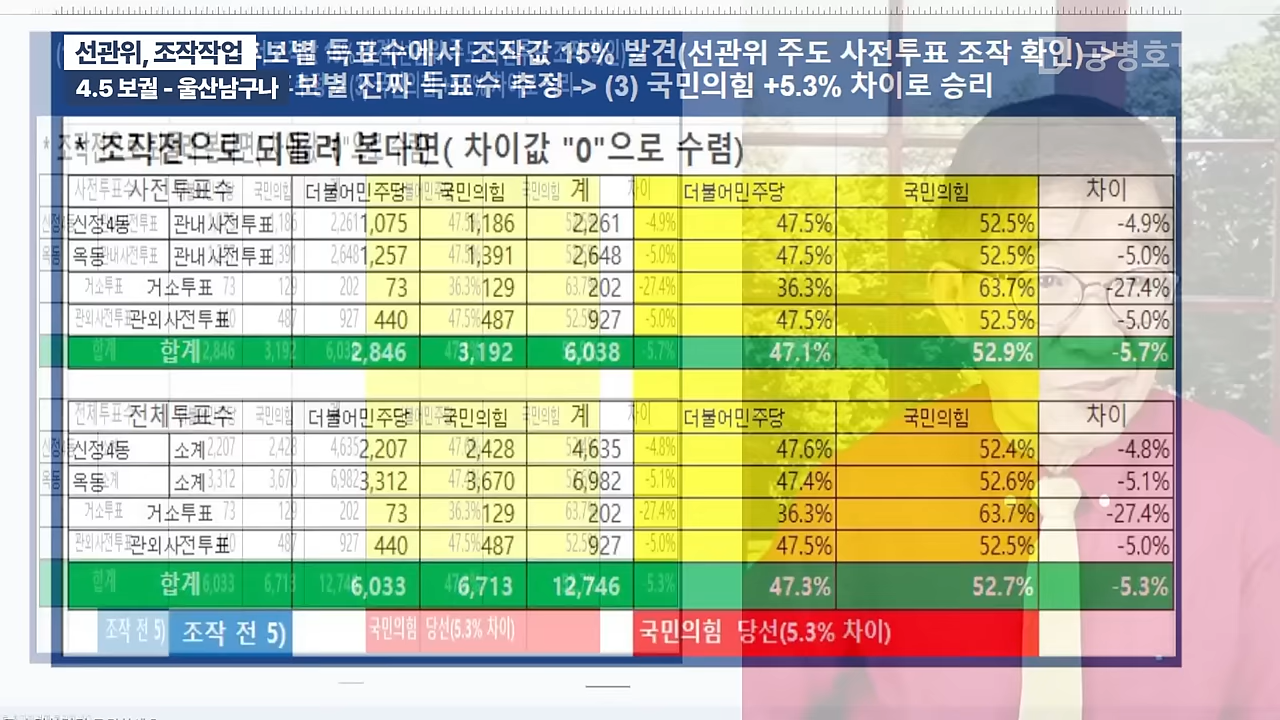 선관위, 조작작업
보별 득표수에서 조작값 15% 발견(선관위 주도 사전투표 조작 확인) ->
공병호T
4.5 보궐 - 울산남구나
보별 진짜 득표수 추정 -> (3) 국민의힘 +5.3% 차이로 승리
* 조작전으로 되돌려 본다면( 차이값 "0"으로 수렴)
사전투표수 더불어민주당 국민의힘 계 더불어민주당 국민의힘 차이
신정4동 관내사전투표 1,075 1,186 2,261 47.5% 52.5% -4.9%
옥동 관내사전투표 1,257 1,391 2,648 47.5% 52.5% -5.0%
거소투표 73 129 202 36.3% 63.7% -27.4%
관외사전투표 440 487 927 47.5% 52.5% -5.0%
합계 2,846 3,192 6,038 47.1% 52.9% -5.7%
전체투표수 더불어민주당 국민의힘 계 더불어민주당 국민의힘 차이
신정4동 소계 2,207 2,428 4,635 47.6% 52.4% -4.8%
옥동 소계 3,312 3,670 6,982 47.4% 52.6% -5.1%
거소투표 73 129 202 36.3% 63.7% -27.4%
관외사전투표 440 487 927 47.5% 52.5% -5.0%
합계 6,033 6,713 12,746 47.3% 52.7% -5.3%
조작 전 5) 국민의힘 당선(5.3% 차이)